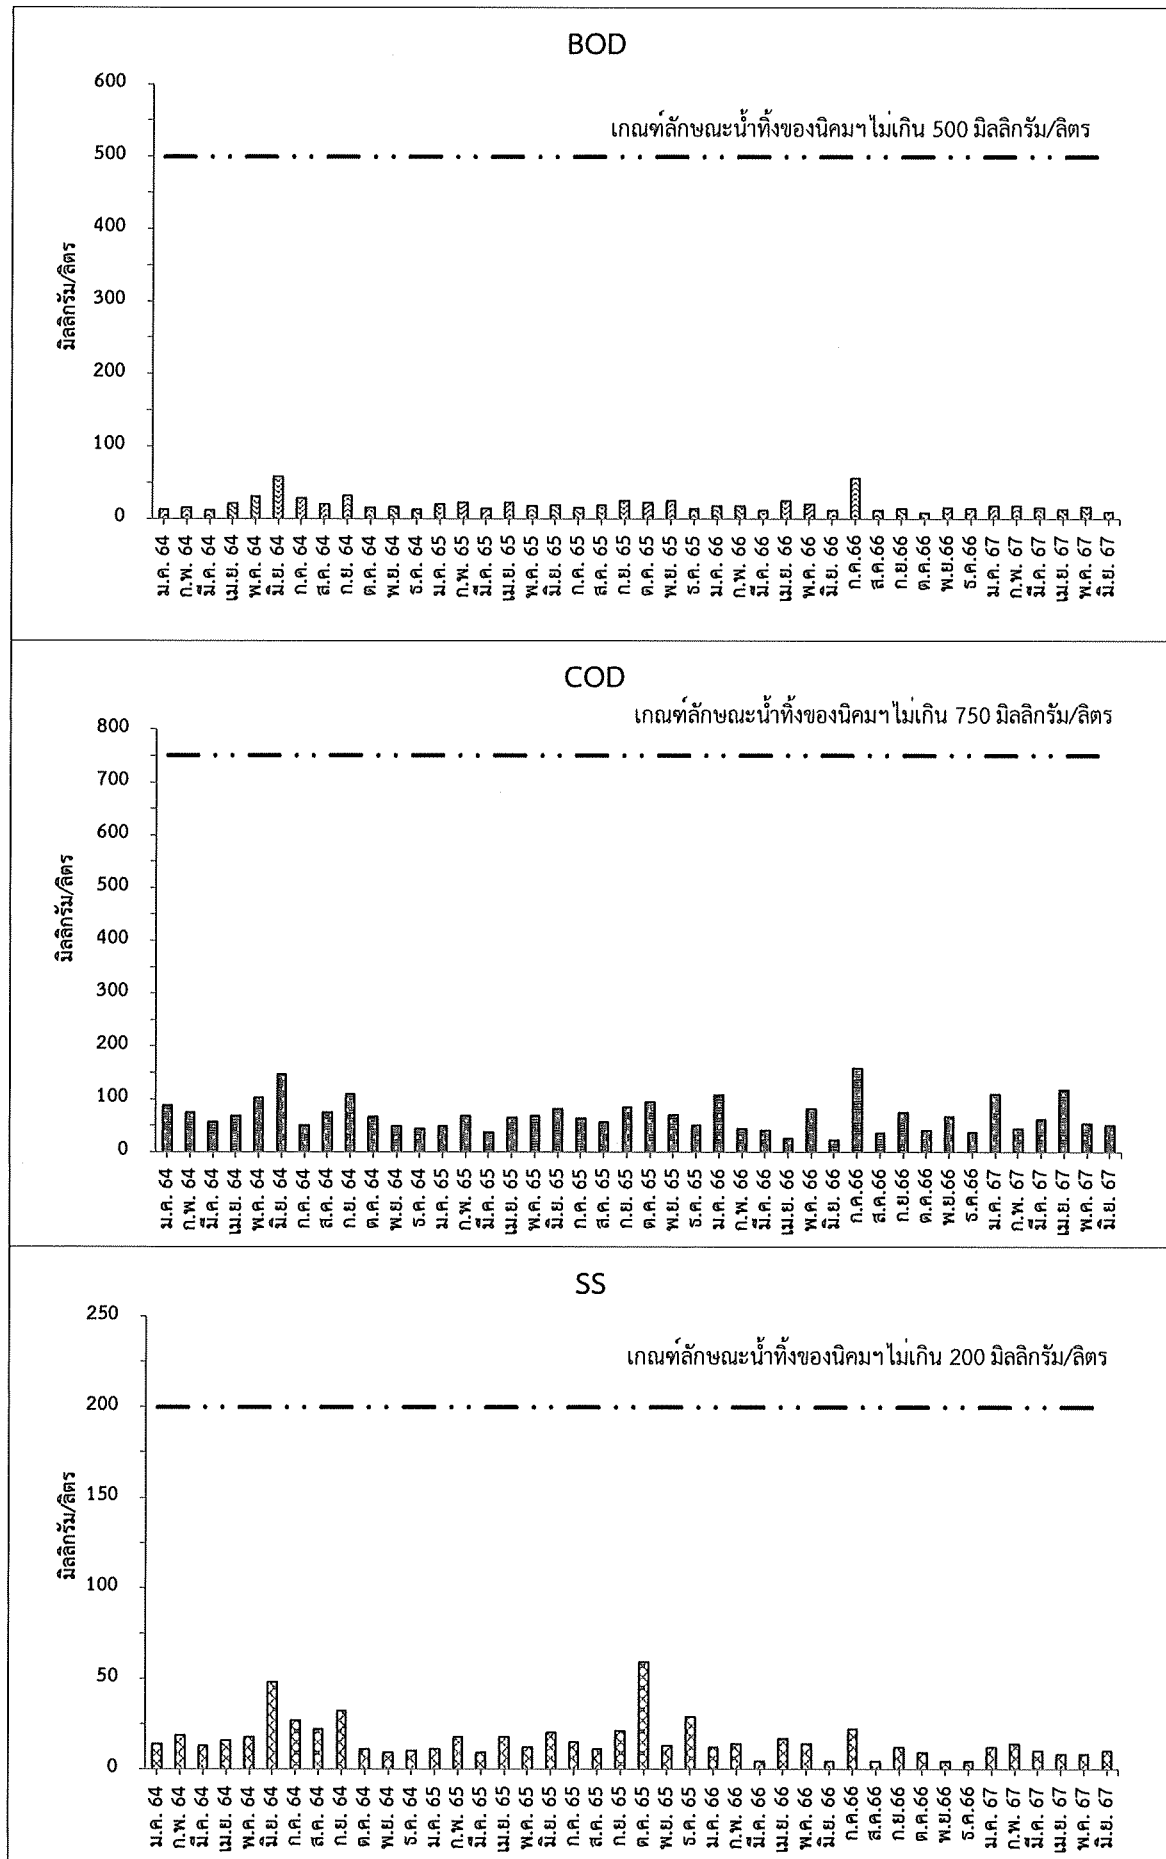 BOD
เกณฑ์ลักษณะน้ำทิ้งของนิคมฯ ไม่เกิน 500 มิลลิกรัม/ลิตร
มิลลิกรัม/ลิตร
600
500
400
300
200
100
0
ม.ค. 64
ก.พ. 64
มี.ค. 64
เม.ย. 64
พ.ค. 64
มิ.ย. 64
ก.ค. 64
ส.ค. 64
ก.ย. 64
ต.ค. 64
พ.ย. 64
ธ.ค. 64
ม.ค. 65
ก.พ. 65
มี.ค. 65
เม.ย. 65
พ.ค. 65
มิ.ย. 65
ก.ค. 65
ส.ค. 65
ก.ย. 65
ต.ค. 65
พ.ย. 65
ธ.ค. 65
ม.ค. 66
ก.พ. 66
มี.ค. 66
เม.ย. 66
พ.ค. 66
มิ.ย. 66
ก.ค.66
ส.ค.66
ก.ย.66
ต.ค.66
พ.ย.66
ธ.ค.66
ม.ค. 67
ก.พ. 67
มี.ค. 67
เม.ย. 67
พ.ค. 67
มิ.ย. 67
COD
เกณฑ์ลักษณะน้ำทิ้งของนิคมฯ ไม่เกิน 750 มิลลิกรัม/ลิตร
มิลลิกรัม/ลิตร
800
700
600
500
400
300
200
100
0
ม.ค. 64
ก.พ. 64
มี.ค. 64
เม.ย. 64
พ.ค. 64
มิ.ย. 64
ก.ค. 64
ส.ค. 64
ก.ย. 64
ต.ค. 64
พ.ย. 64
ธ.ค. 64
ม.ค. 65
ก.พ. 65
มี.ค. 65
เม.ย. 65
พ.ค. 65
มิ.ย. 65
ก.ค. 65
ส.ค. 65
ก.ย. 65
ต.ค. 65
พ.ย. 65
ธ.ค. 65
ม.ค. 66
ก.พ. 66
มี.ค. 66
เม.ย. 66
พ.ค. 66
มิ.ย. 66
ก.ค.66
ส.ค.66
ก.ย.66
ต.ค.66
พ.ย.66
ธ.ค.66
ม.ค. 67
ก.พ. 67
มี.ค. 67
เม.ย. 67
พ.ค. 67
มิ.ย. 67
SS
เกณฑ์ลักษณะน้ำทิ้งของนิคมฯ ไม่เกิน 200 มิลลิกรัม/ลิตร
มิลลิกรัม/ลิตร
250
200
150
100
50
0
ม.ค. 64
ก.พ. 64
มี.ค. 64
เม.ย. 64
พ.ค. 64
มิ.ย. 64
ก.ค. 64
ส.ค. 64
ก.ย. 64
ต.ค. 64
พ.ย. 64
ธ.ค. 64
ม.ค. 65
ก.พ. 65
มี.ค. 65
เม.ย. 65
พ.ค. 65
มิ.ย. 65
ก.ค. 65
ส.ค. 65
ก.ย. 65
ต.ค. 65
พ.ย. 65
ธ.ค. 65
ม.ค. 66
ก.พ. 66
มี.ค. 66
เม.ย. 66
พ.ค. 66
มิ.ย. 66
ก.ค.66
ส.ค.66
ก.ย.66
ต.ค.66
พ.ย.66
ธ.ค.66
ม.ค. 67
ก.พ. 67
มี.ค. 67
เม.ย. 67
พ.ค. 67
มิ.ย. 67